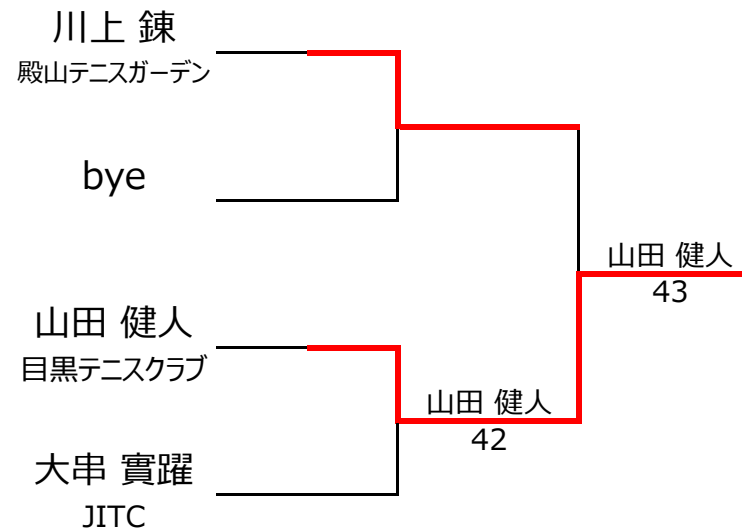 川上 錬
殿山テニスガーデン
bye
山田 健人
43
山田 健人
目黒テニスクラブ
山田 健人
42
大串 實躍
JITC